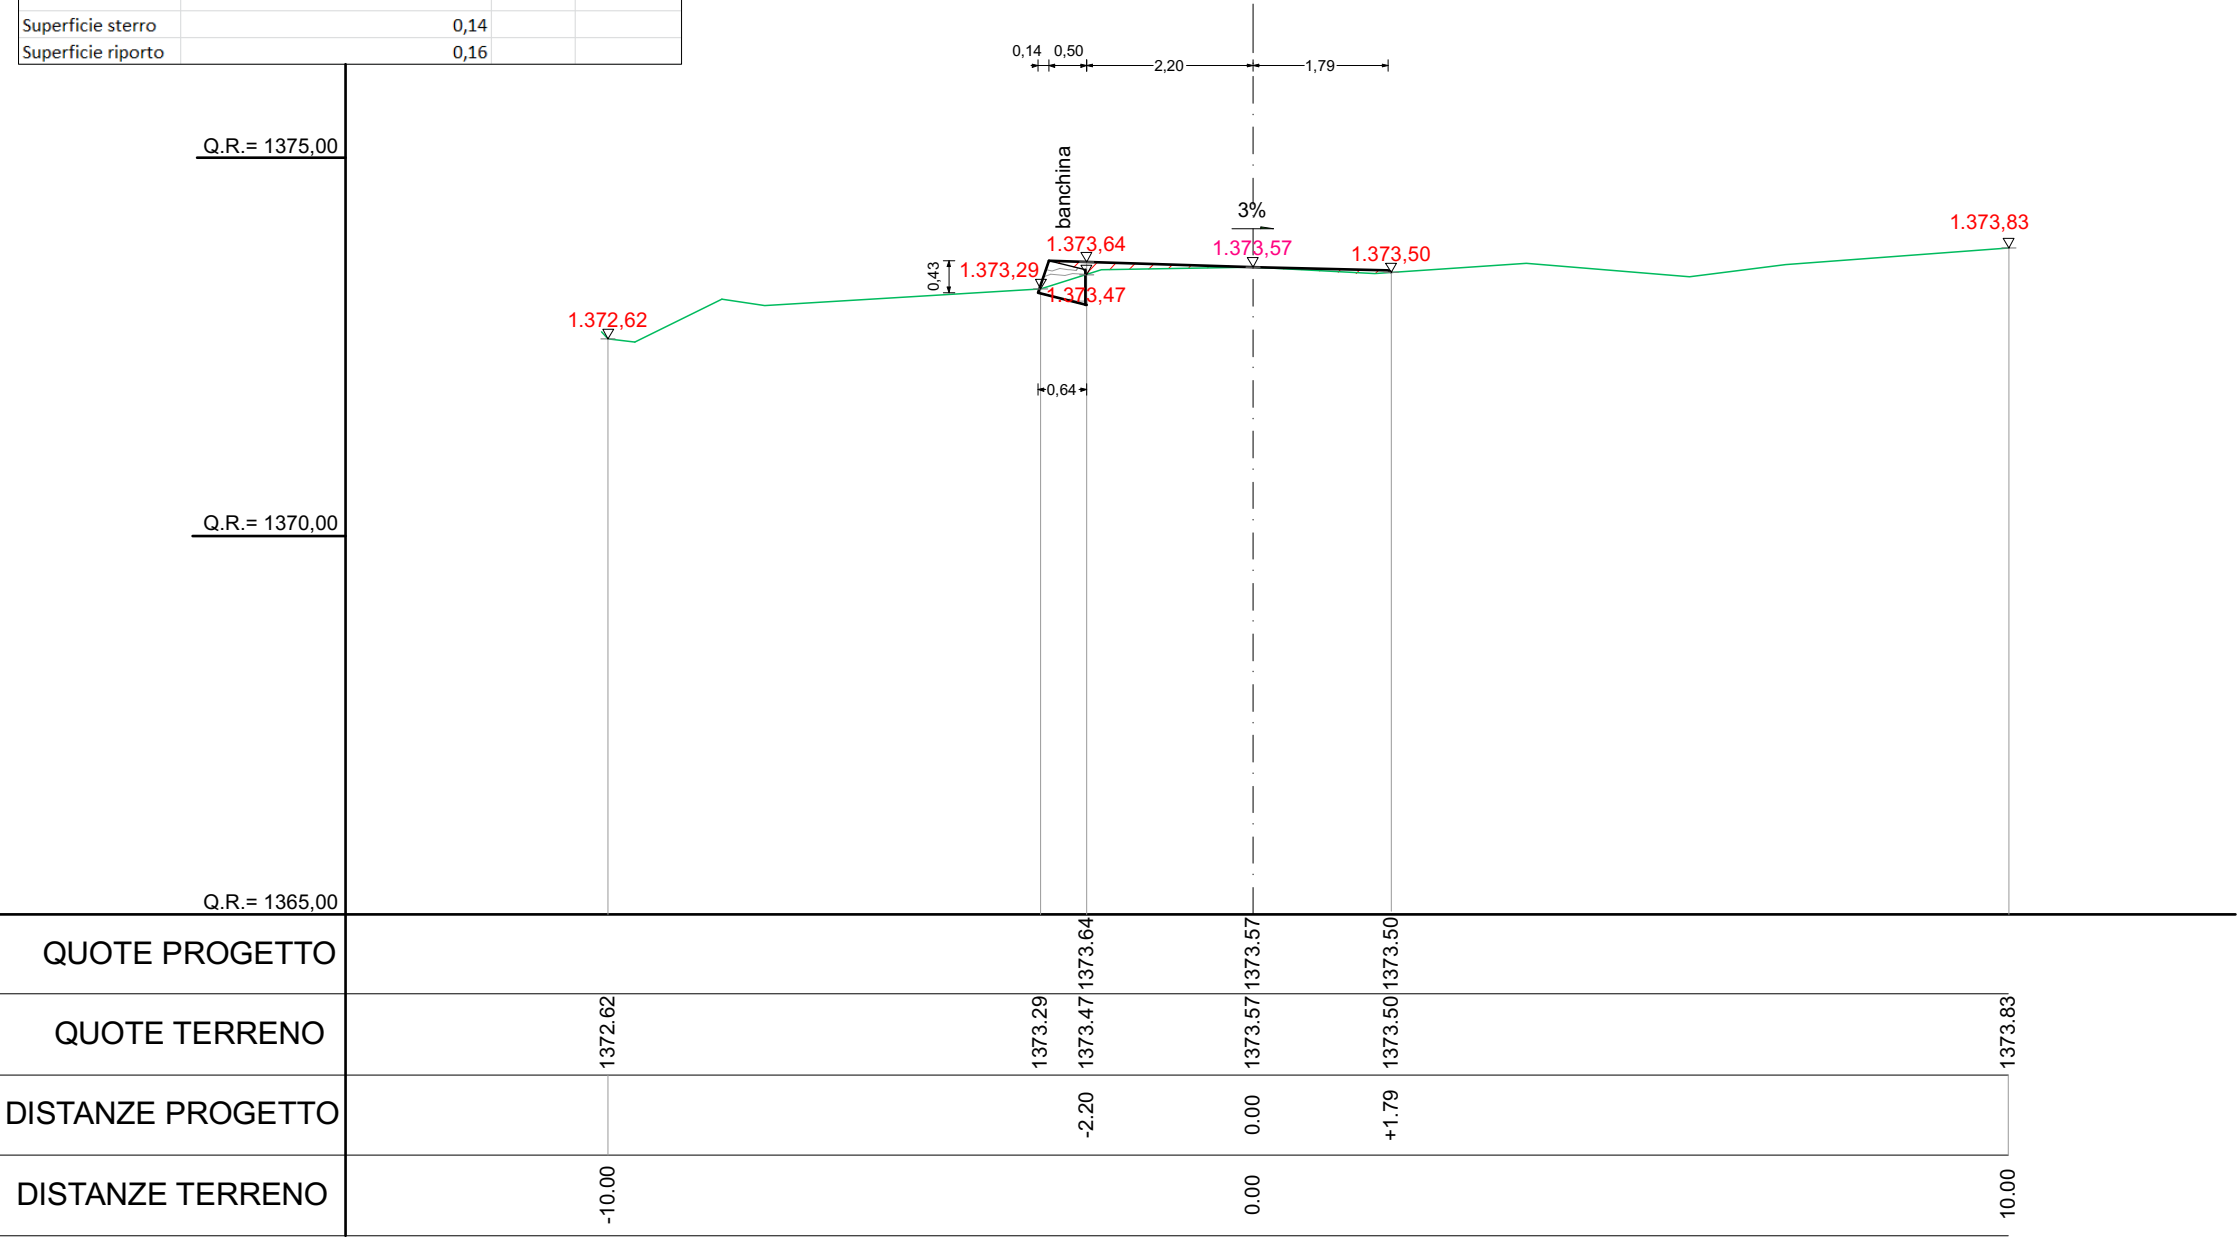 Superficie sterro 0,14
Superficie riporto 0,16
0,14 0,50 2,20 1,79
Q.R.= 1375,00
banchina
3%
1.373,83
1.373,64 1.373,57 1.373,50
0,43 1.373,29
1.373,47
1.372,62
0,64
Q.R.= 1370,00
Q.R.= 1365,00
QUOTE PROGETTO 1373.64 1373.57 1373.50
QUOTE TERRENO 1372.62 1373.29 1373.47 1373.57 1373.50 1373.83
DISTANZE PROGETTO -2.20 0.00 +1.79
DISTANZE TERRENO -10.00 0.00 10.00